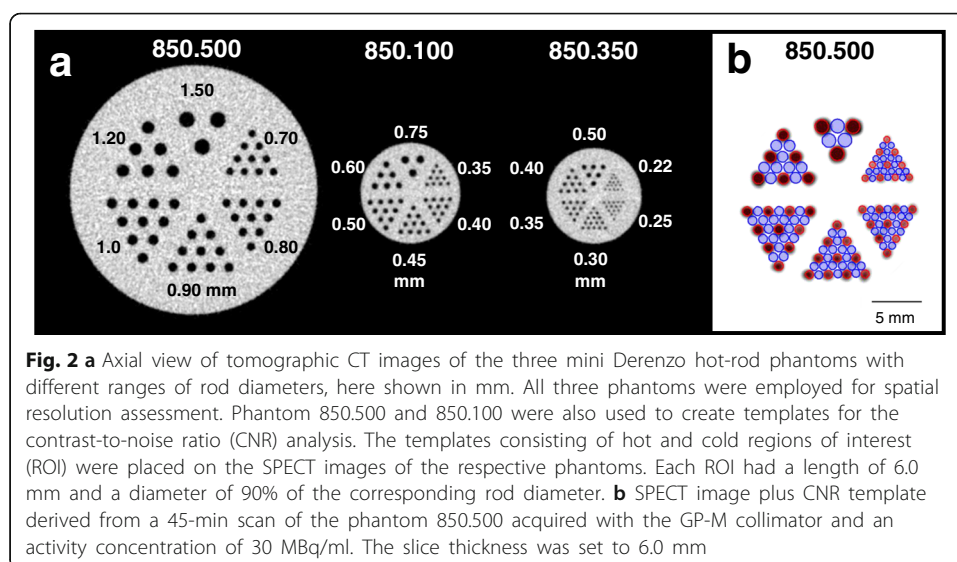 a
850.500
850.100
850.350
b
850.500
1.50
1.20
0.70
1.0
0.80
0.90 mm
0.75
0.60
0.35
0.50
0.40
0.45
mm
0.50
0.40
0.22
0.35
0.25
0.30
mm
5 mm
Fig. 2 a Axial view of tomographic CT images of the three mini Derenzo hot-rod phantoms with
different ranges of rod diameters, here shown in mm. All three phantoms were employed for spatial
resolution assessment. Phantom 850.500 and 850.100 were also used to create templates for the
contrast-to-noise ratio (CNR) analysis. The templates consisting of hot and cold regions of interest
(ROI) were placed on the SPECT images of the respective phantoms. Each ROI had a length of 6.0
mm and a diameter of 90% of the corresponding rod diameter. b SPECT image plus CNR template
derived from a 45-min scan of the phantom 850.500 acquired with the GP-M collimator and an
activity concentration of 30 MBq/ml. The slice thickness was set to 6.0 mm